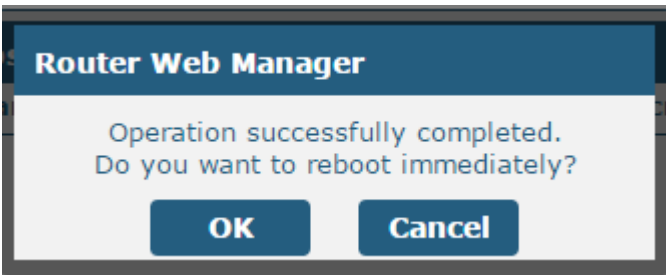 Router Web Manager
Operation successfully completed.
Do you want to reboot immediately?
OK Cancel